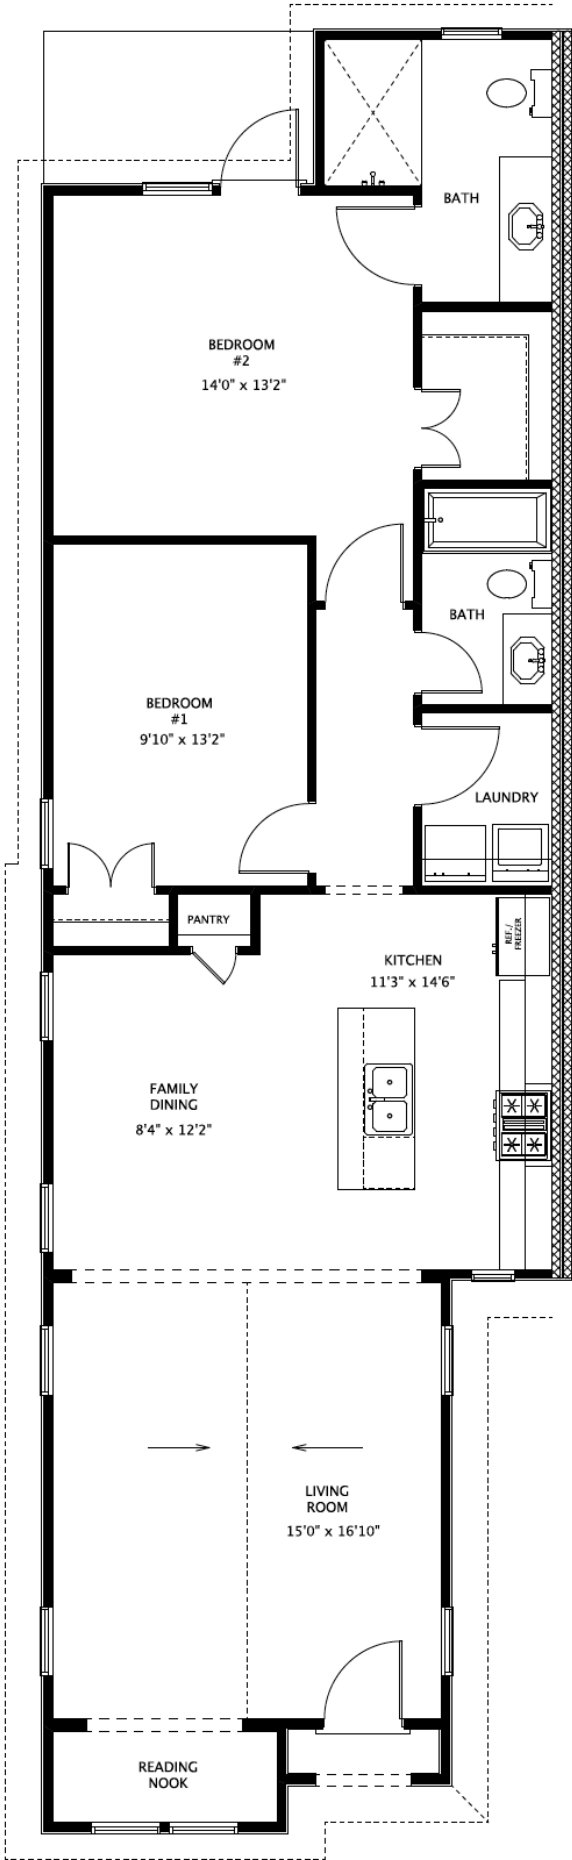 BATH
BEDROOM
#2
14'0" x 13'2"
BATH
BEDROOM
#1
9'10" x 13'2"
LAUNDRY
PANTRY
REF./
FREEZER
KITCHEN
11'3" x 14'6"
FAMILY
DINING
8'4" x 12'2"
LIVING
ROOM
15'0" x 16'10"
READING
NOOK